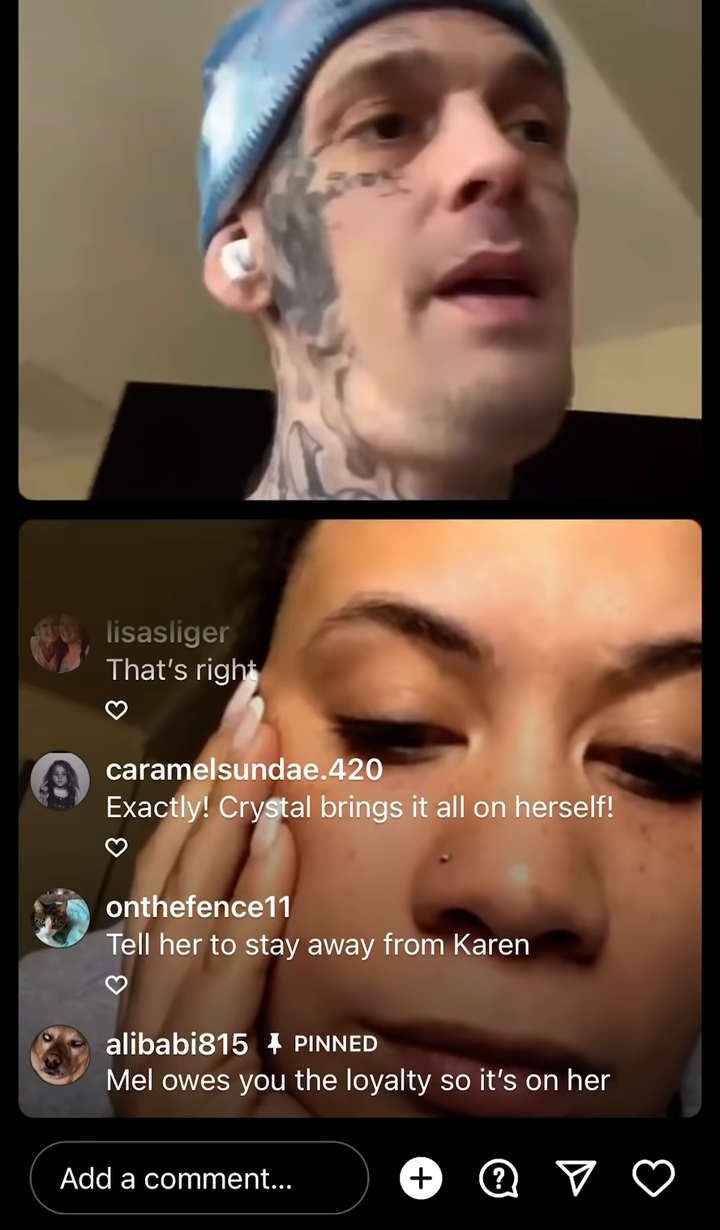 lisasliger
That's right
caramelsundae.420
Exactly! Crystal brings it all on herself!
onthefence11
Tell her to stay away from Karen
alibabi815 PINNED
Mel owes you the loyalty so it's on her
Add a comment...